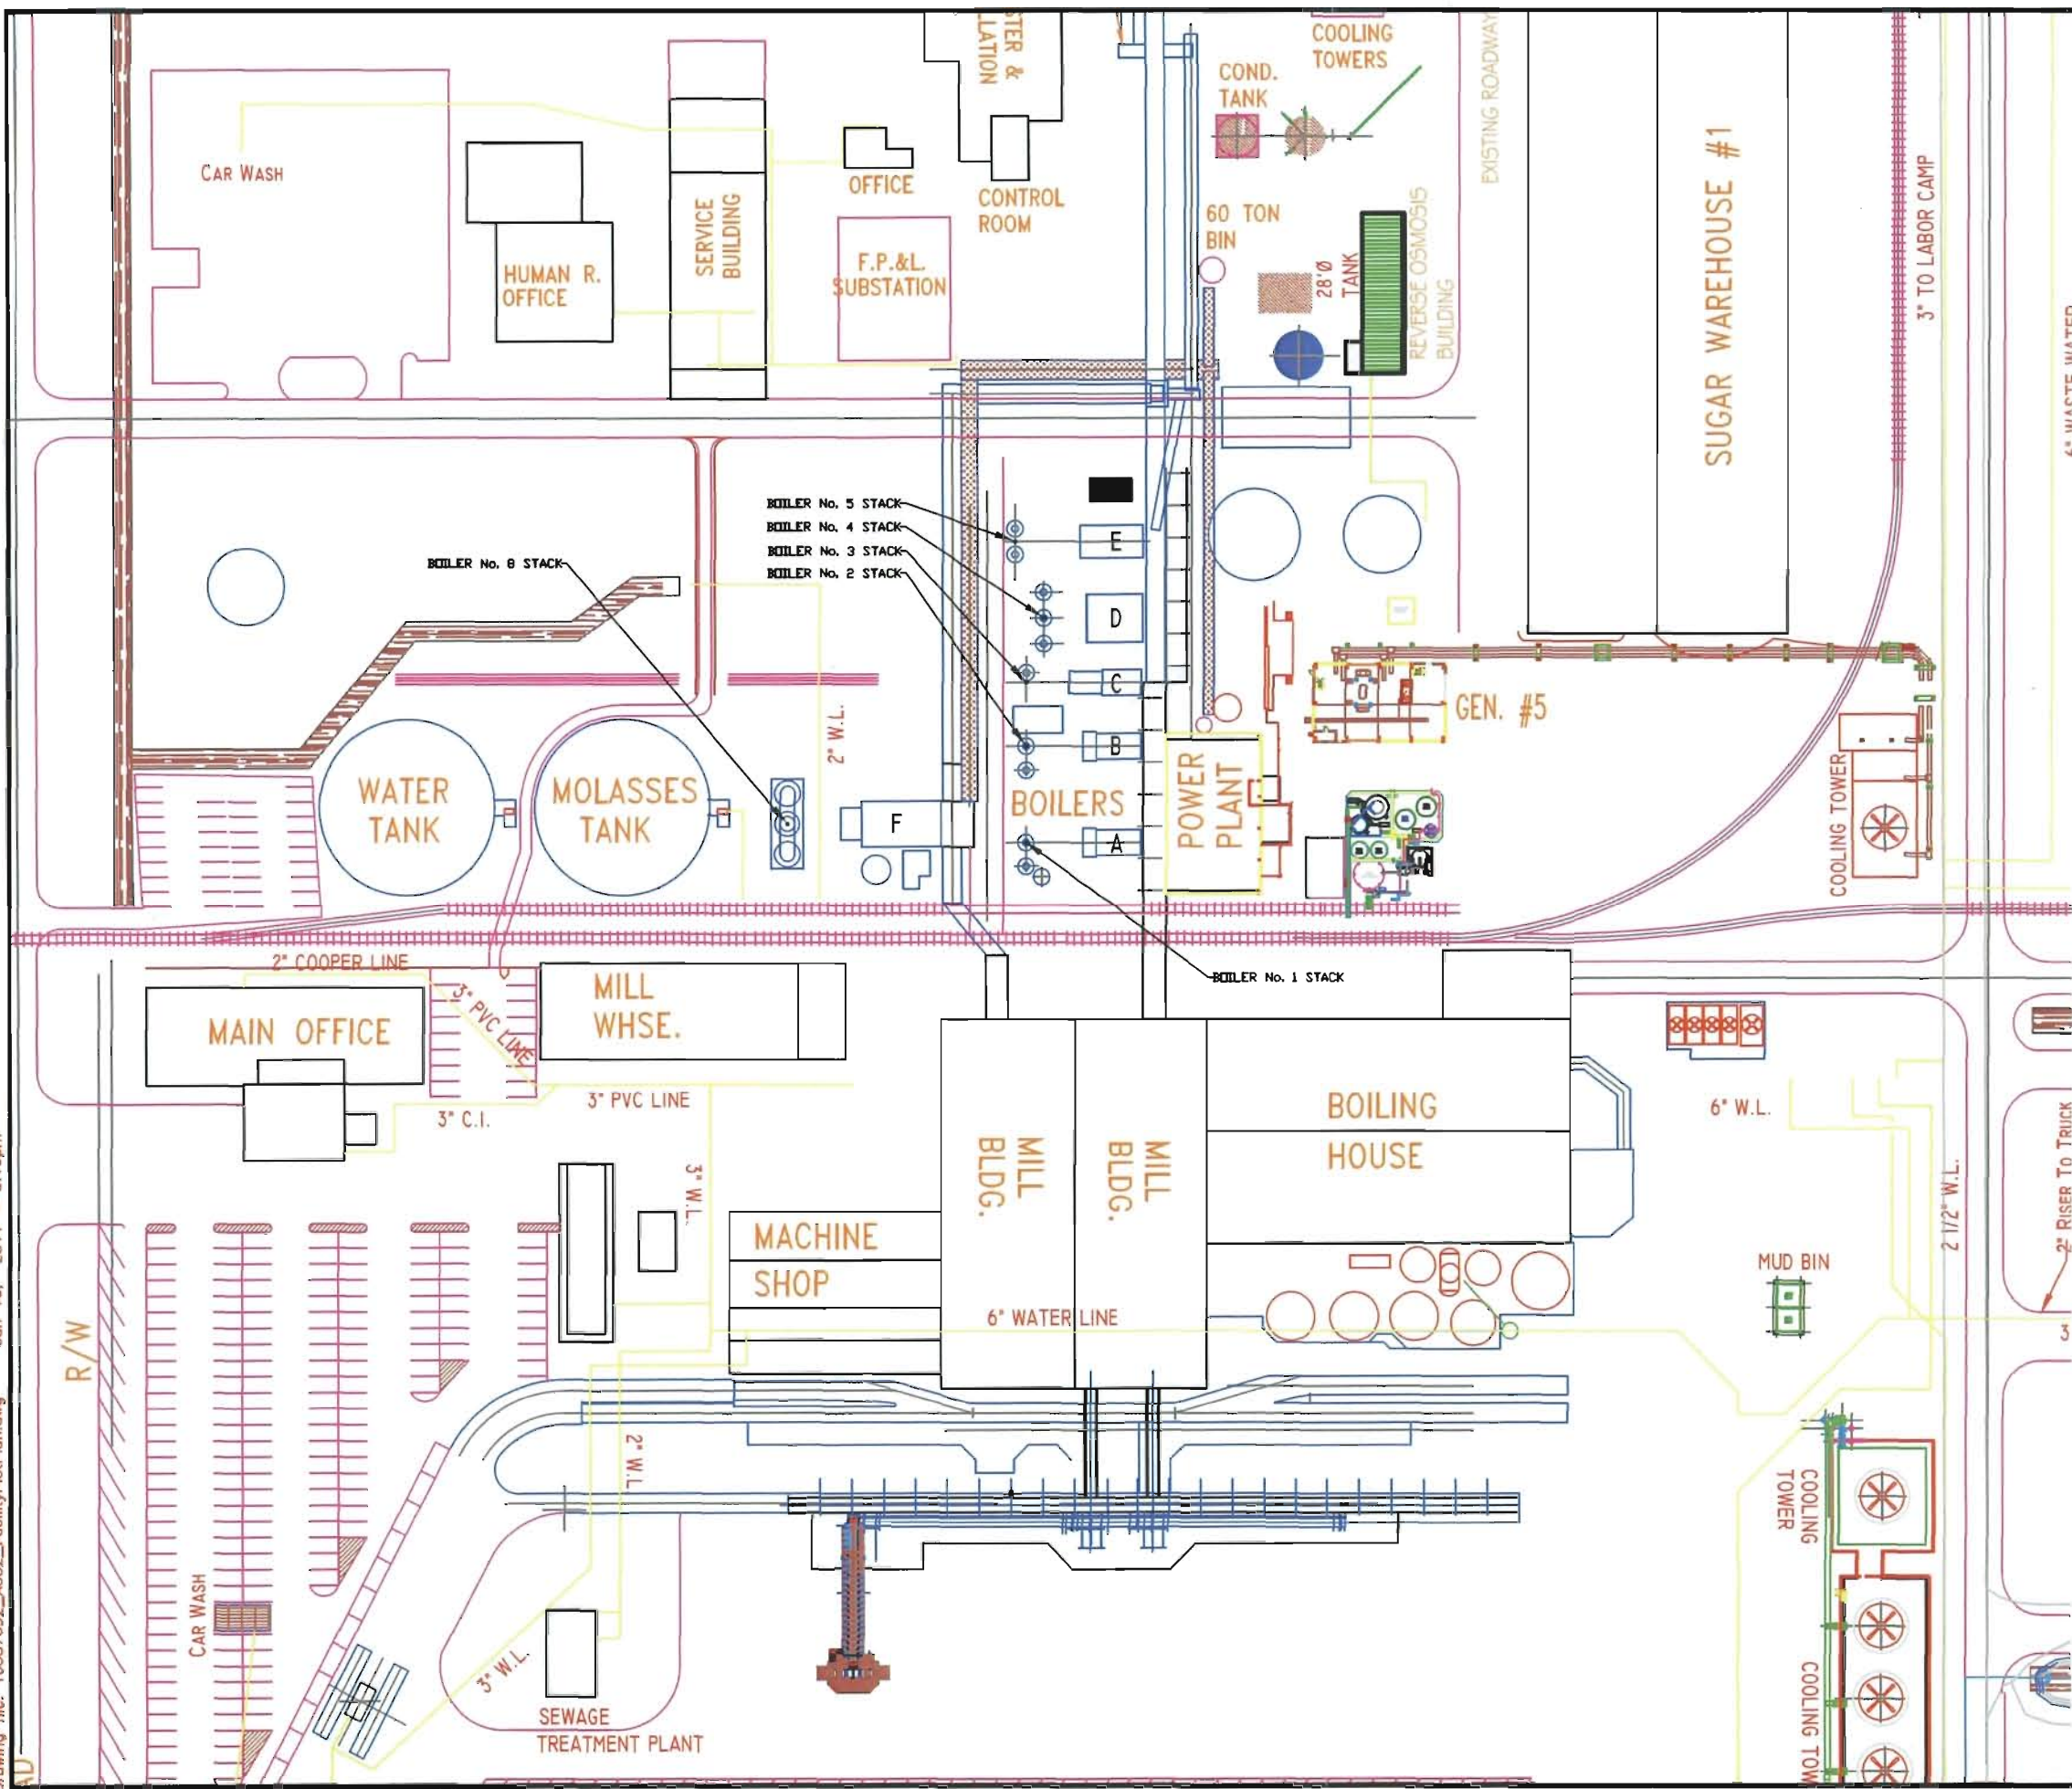 COOLING
TOWERS
COND.
TANK
EXISTING ROADWAY
SUGAR WAREHOUSE #1
3" TO LABOR CAMP
CAR WASH
SERVICE
BUILDING
OFFICE
CONTROL
ROOM
60 TON
BIN
HUMAN R.
OFFICE
F.P.&L.
SUBSTATION
28'Ø
TANK
REVERSE OSMOSIS
BUILDING
BOILER No. 5 STACK
BOILER No. 4 STACK
BOILER No. 3 STACK
BOILER No. 2 STACK
BOILER No. 8 STACK
E
D
C
B
A
F
GEN. #5
2" W.L.
WATER
TANK
MOLASSES
TANK
BOILERS
POWER
PLANT
COOLING TOWER
2" COOPER LINE
BOILER No. 1 STACK
MAIN OFFICE
3" PVC LINE
MILL
WHSE.
3" C.I.
3" PVC LINE
BOILING
HOUSE
6" W.L.
MILL
BLDG.
MILL
BLDG.
3" W.L.
2 1/2" W.L.
2" RISER TO TRUCK
MACHINE
SHOP
MUD BIN
6" WATER LINE
3
R/W
2" W.L.
COOLING
TOWER
CAR WASH
3" W.L.
SEWAGE
TREATMENT PLANT
COOLING TOW